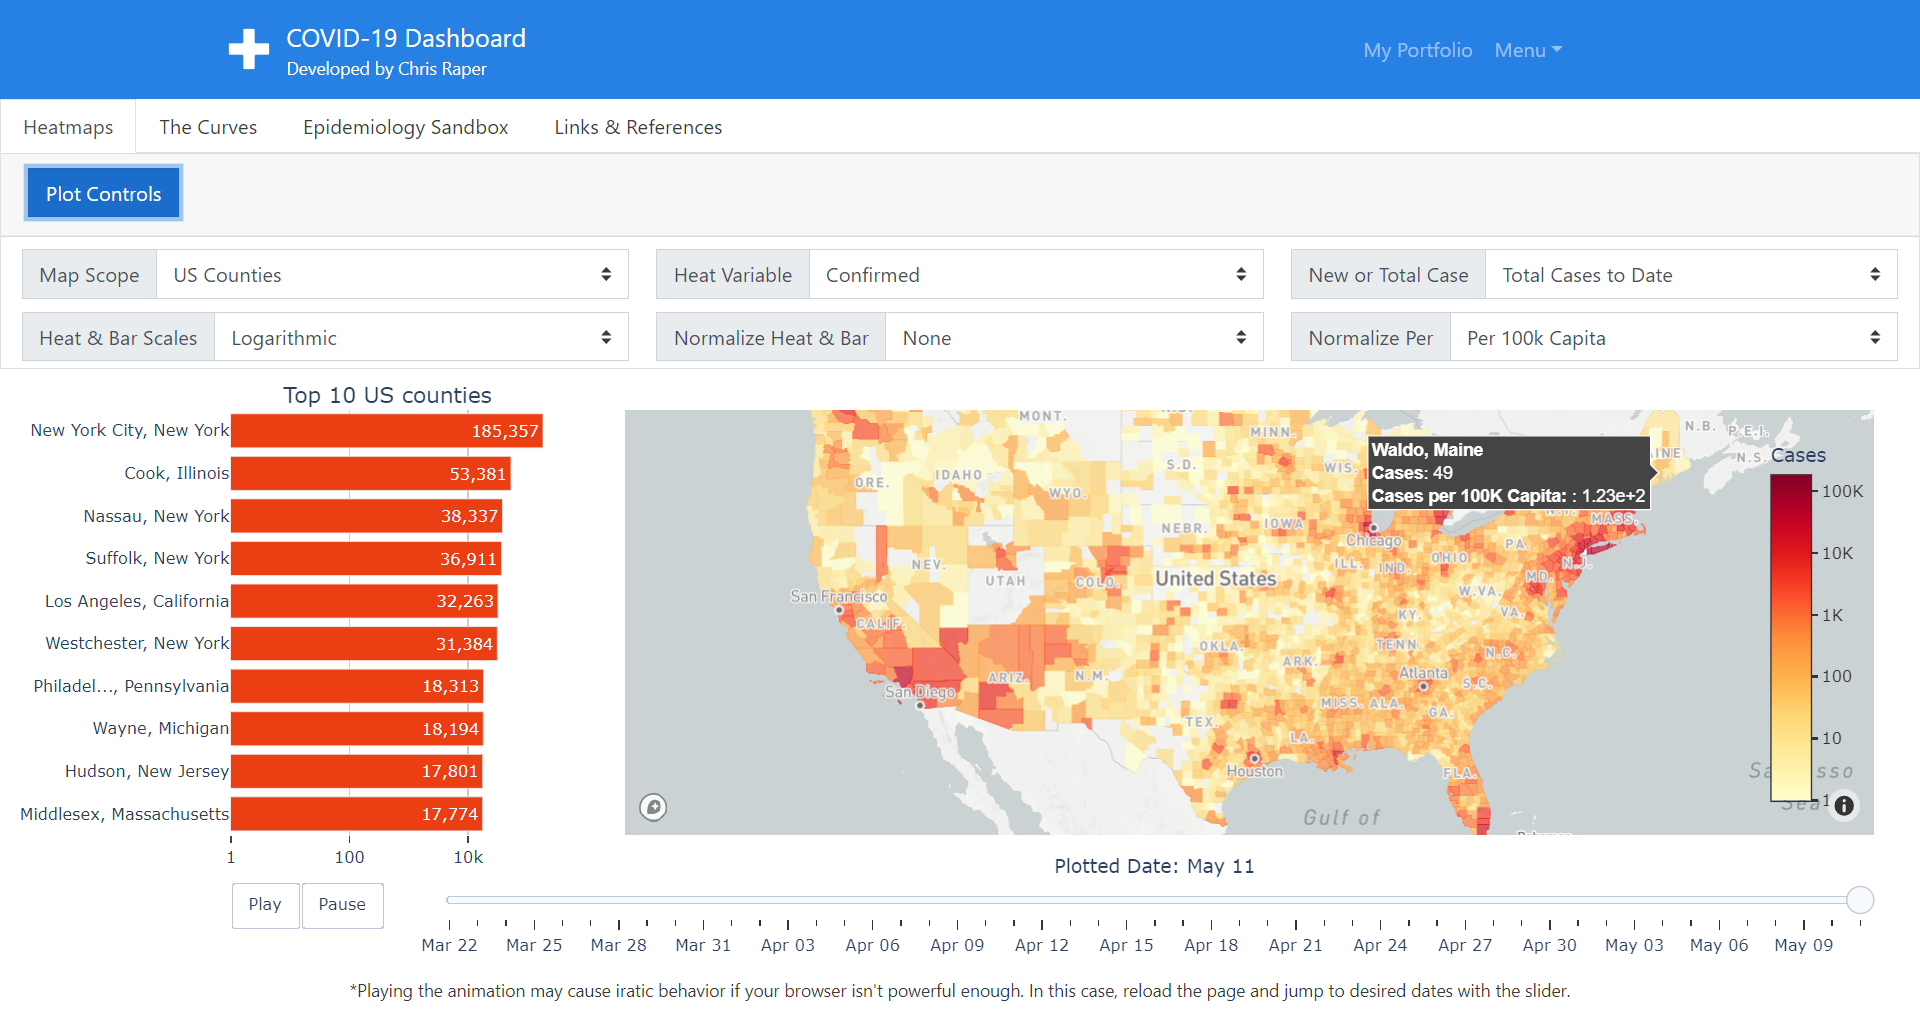 COVID-19 Dashboard
Developed by Chris Raper
My Portfolio Menu
Heatmaps The Curves Epidemiology Sandbox Links & References
Plot Controls
Map Scope US Counties Heat Variable Confirmed New or Total Case Total Cases to Date
Heat & Bar Scales Logarithmic Normalize Heat & Bar None Normalize Per Per 100k Capita
Top 10 US counties
New York City, New York 185,357
Cook, Illinois 53,381
Nassau, New York 38,337
Suffolk, New York 36,911
Los Angeles, California 32,263
Westchester, New York 31,384
Philadel..., Pennsylvania 18,313
Wayne, Michigan 18,194
Hudson, New Jersey 17,801
Middlesex, Massachusetts 17,774
1 100 10k
MONT.
MINN.
N.B. P.E.I.
Waldo, Maine
Cases: 49
Cases per 100K Capita: : 1.23e+2
AINE
N.S.
Cases
100K
10K
1K
100
10
1
IDAHO
S.D.
WIS.
ORE.
WYO.
N.Y.
MASS.
NEBR.
IOWA
Chicago
PA.
NEV.
UTAH
COLO.
United States
ILL. IND. OHIO
N.J.
MD.
San Francisco
W.VA.
CALIF.
KY.
VA.
OKLA.
TENN.
N.C.
ARK.
ARIZ.
N.M.
Atlanta
San Diego
S.C.
MISS. ALA.
GA.
TEX.
LA.
Houston
FLA.
Sa sso
Sea
Gulf of
Plotted Date: May 11
Play Pause
Mar 22 Mar 25 Mar 28 Mar 31 Apr 03 Apr 06 Apr 09 Apr 12 Apr 15 Apr 18 Apr 21 Apr 24 Apr 27 Apr 30 May 03 May 06 May 09
*Playing the animation may cause iratic behavior if your browser isn't powerful enough. In this case, reload the page and jump to desired dates with the slider.